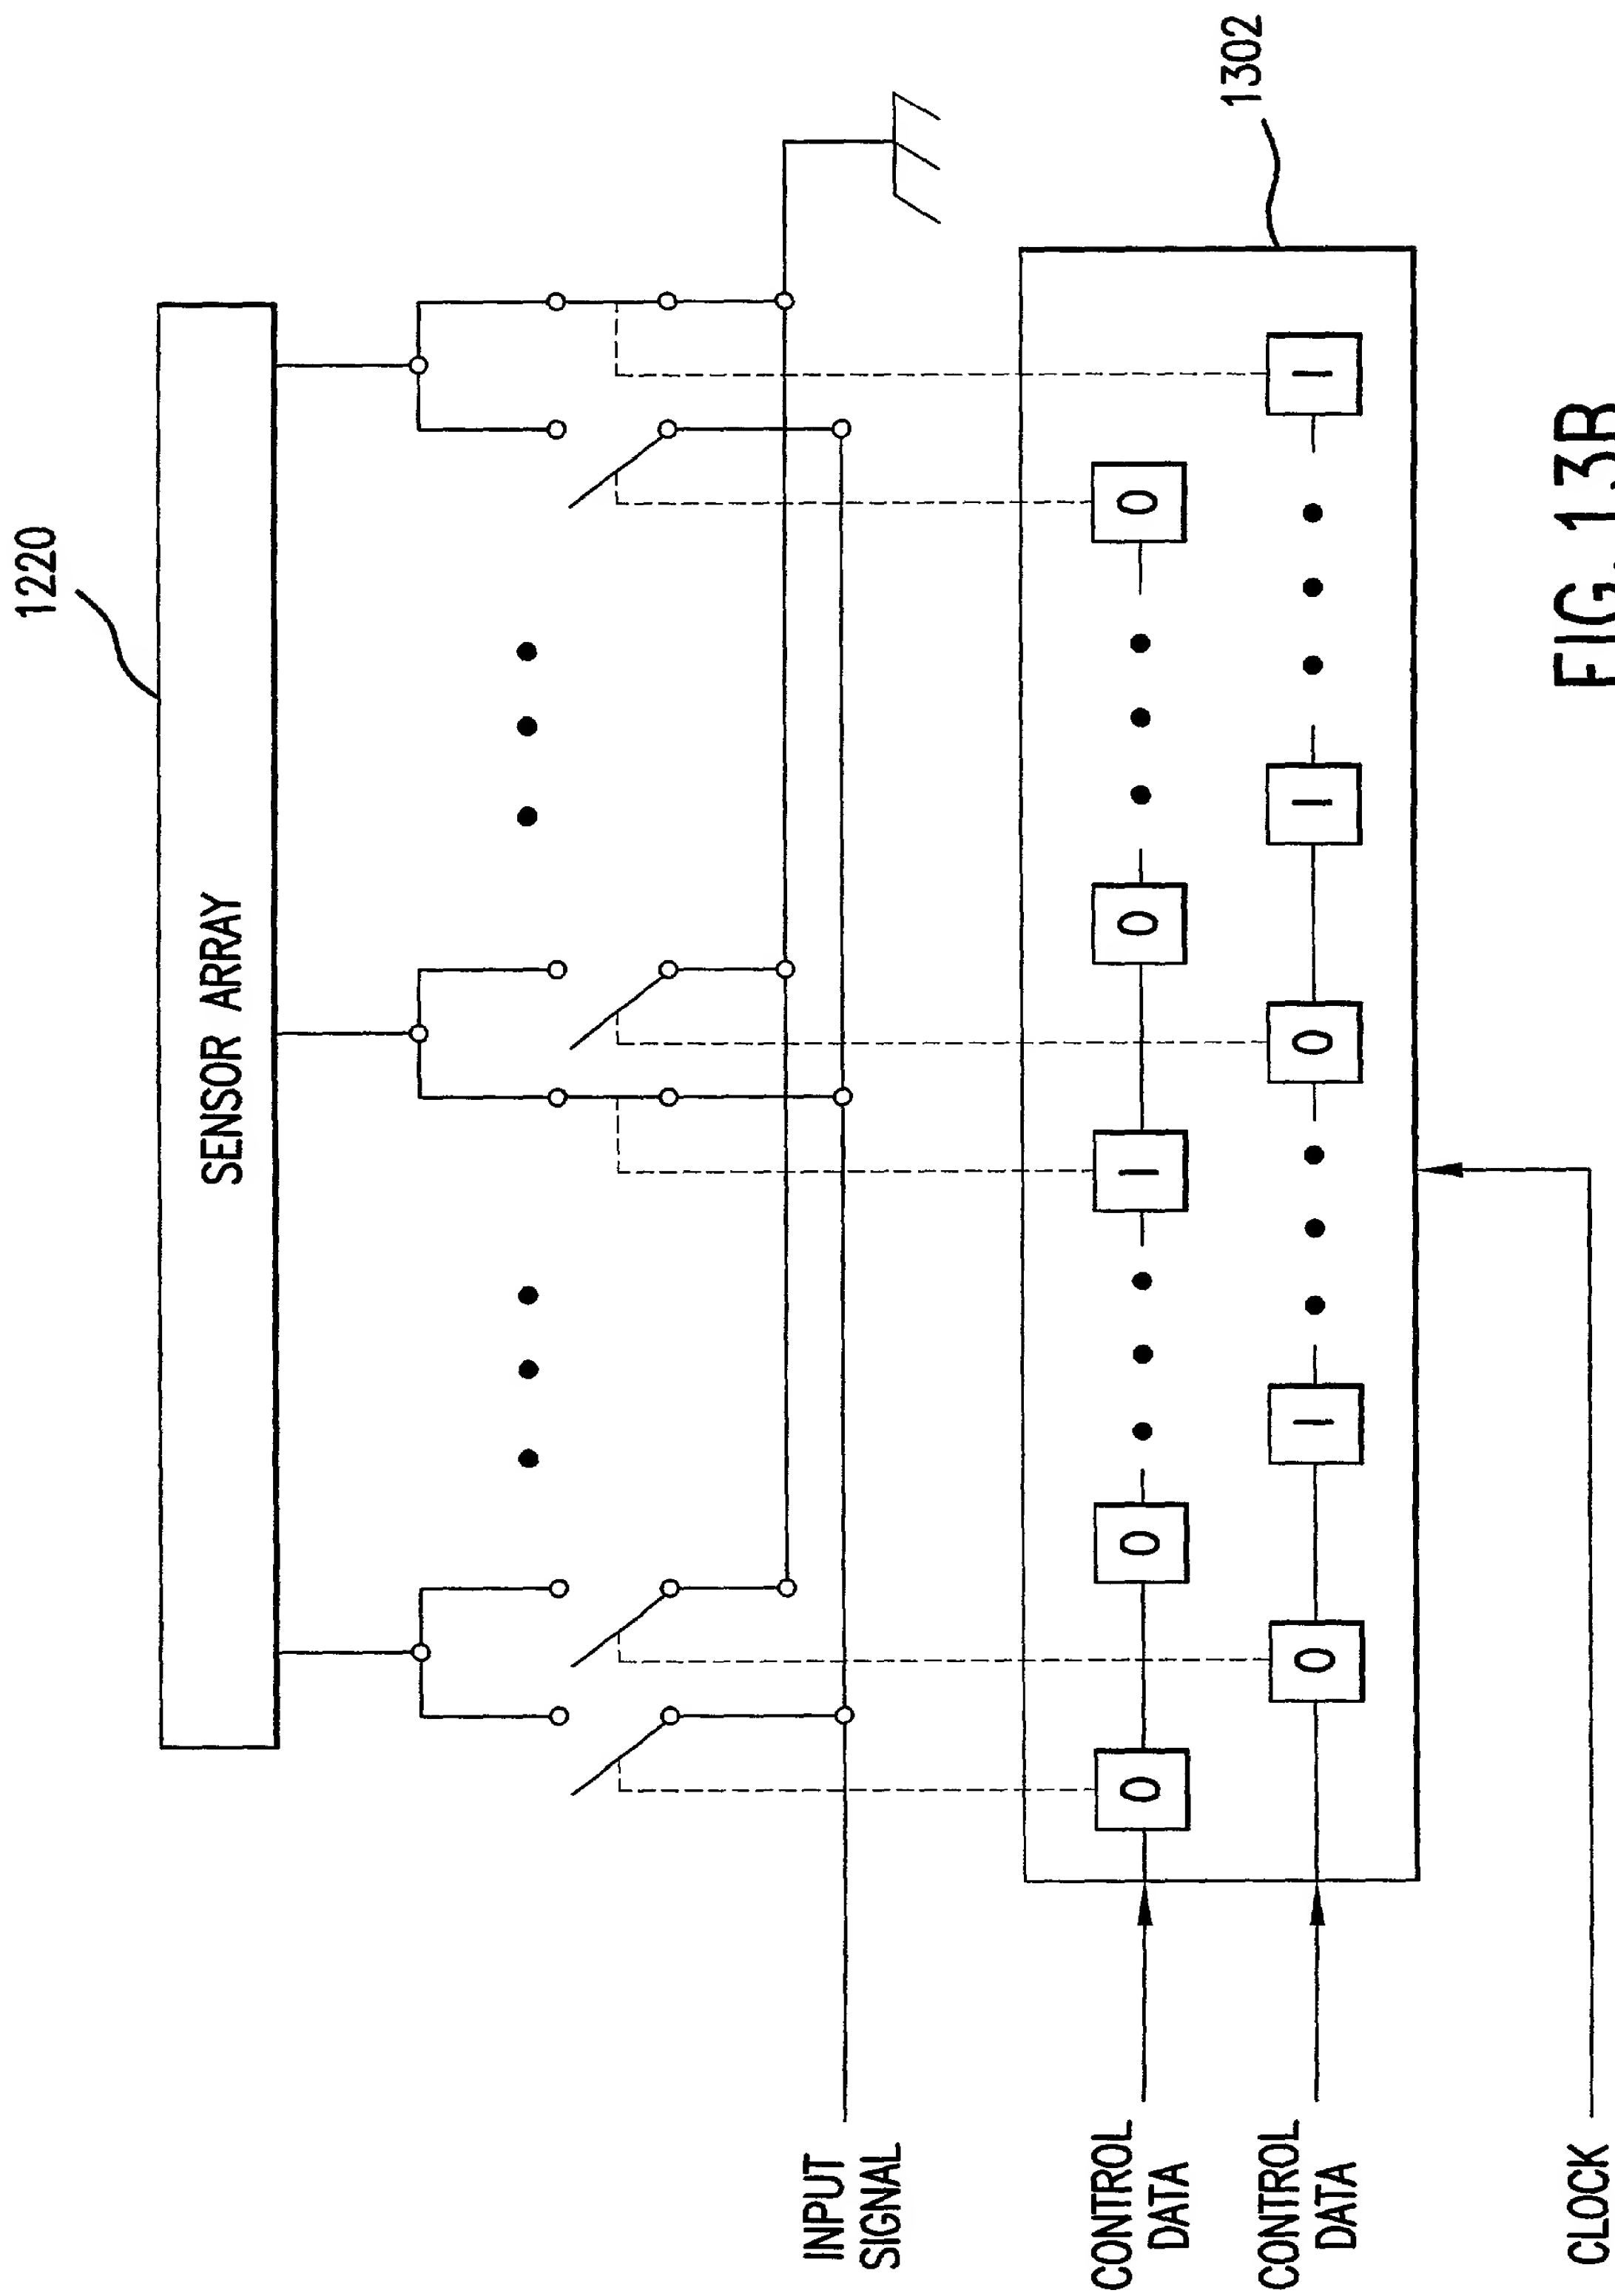 1220
SENSOR ARRAY
INPUT
SIGNAL
CONTROL
DATA
0 0 1 0 0
1302
CONTROL
DATA
0 1 0 1 1
CLOCK
FIG. 13B